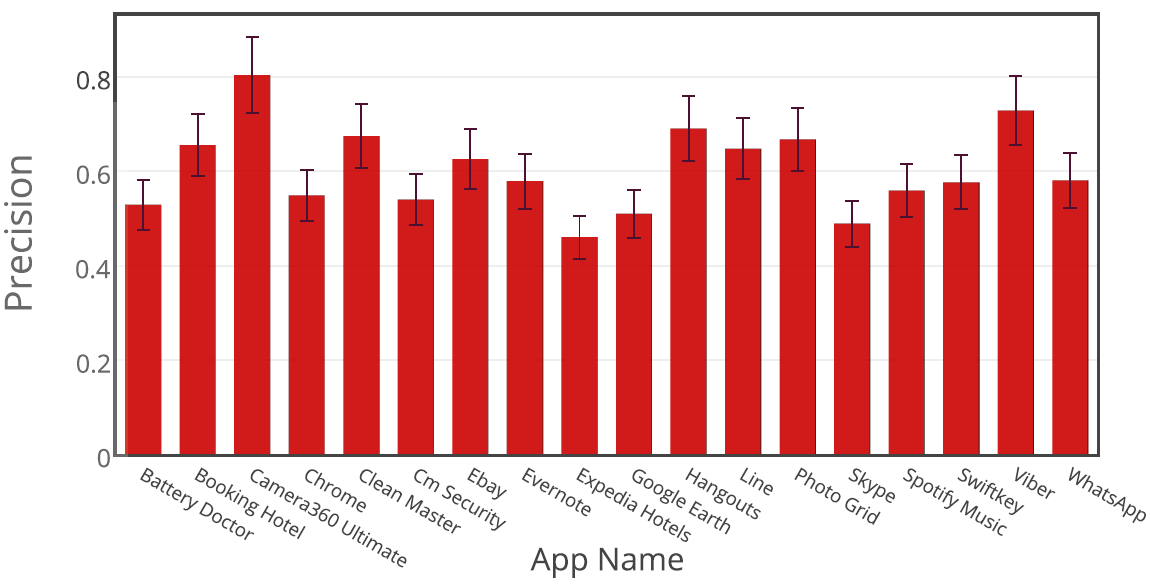 Precision
0.8
0.6
0.4
0.2
0
Battery Doctor
Booking Hotel
Camera360 Ultimate
Chrome
Clean Master
Cm Security
Ebay
Evernote
Expedia Hotels
Google Earth
Hangouts
Line
Photo Grid
Skype
Spotify Music
Swiftkey
Viber
WhatsApp
App Name